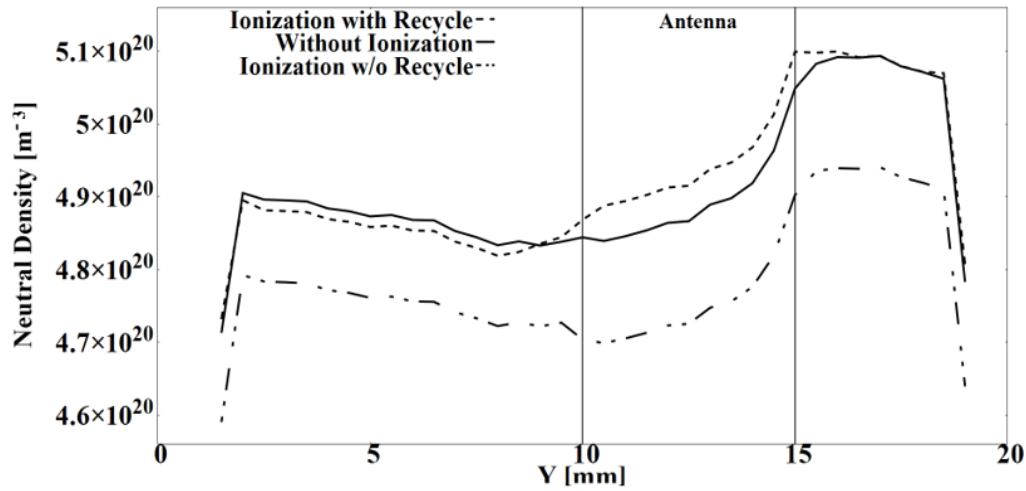 Ionization with Recycle
Without Ionization
Ionization w/o Recycle
Antenna
5.1×10²⁰
5×10²⁰
4.9×10²⁰
4.8×10²⁰
4.7×10²⁰
4.6×10²⁰
Neutral Density [m⁻³]
0 5 10 15 20
Y [mm]